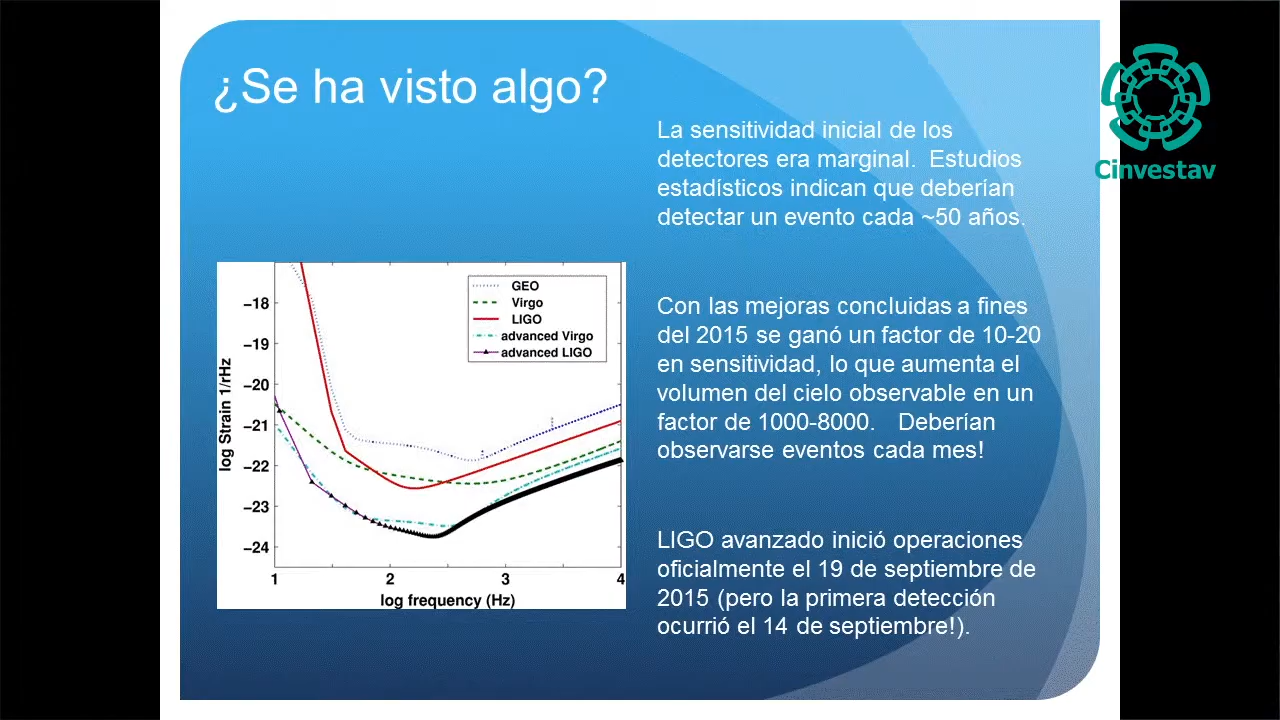 ¿Se ha visto algo?
La sensitividad inicial de los
detectores era marginal.  Estudios
estadísticos indican que deberían
detectar un evento cada ~50 años.
Con las mejoras concluidas a fines
del 2015 se ganó un factor de 10-20
en sensitividad, lo que aumenta el
volumen del cielo observable en un
factor de 1000-8000.   Deberían
observarse eventos cada mes!
LIGO avanzado inició operaciones
oficialmente el 19 de septiembre de
2015 (pero la primera detección
ocurrió el 14 de septiembre!).
Cinvestav
log Strain 1/rHz
−18
−19
−20
−21
−22
−23
−24
GEO
Virgo
LIGO
advanced Virgo
advanced LIGO
1 2 3 4
log frequency (Hz)